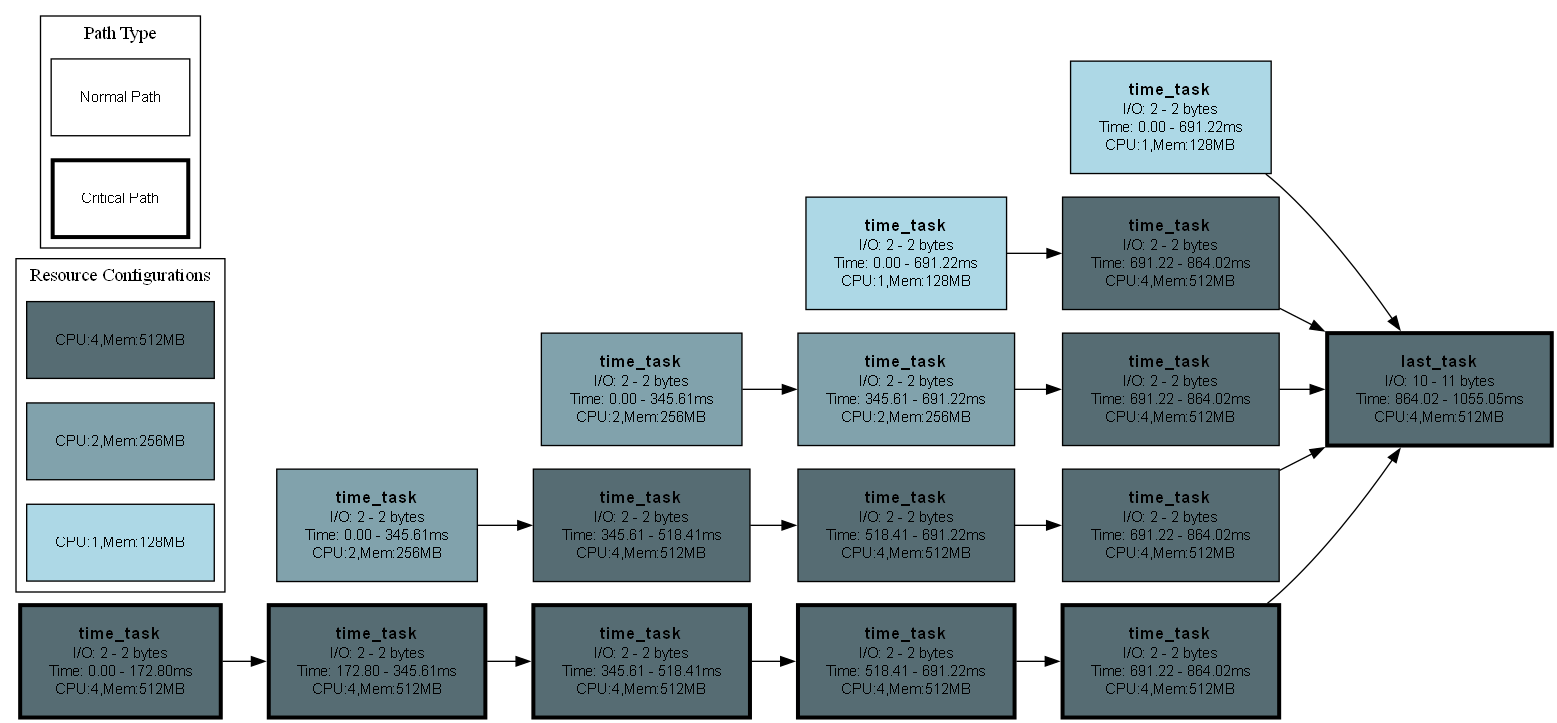 Path Type
Normal Path
Critical Path
Resource Configurations
CPU:4,Mem:512MB
CPU:2,Mem:256MB
CPU:1,Mem:128MB
time_task
I/O: 2 - 2 bytes
Time: 0.00 - 691.22ms
CPU:1,Mem:128MB
time_task
I/O: 2 - 2 bytes
Time: 0.00 - 691.22ms
CPU:1,Mem:128MB
time_task
I/O: 2 - 2 bytes
Time: 691.22 - 864.02ms
CPU:4,Mem:512MB
time_task
I/O: 2 - 2 bytes
Time: 0.00 - 345.61ms
CPU:2,Mem:256MB
time_task
I/O: 2 - 2 bytes
Time: 345.61 - 691.22ms
CPU:2,Mem:256MB
time_task
I/O: 2 - 2 bytes
Time: 691.22 - 864.02ms
CPU:4,Mem:512MB
last_task
I/O: 10 - 11 bytes
Time: 864.02 - 1055.05ms
CPU:4,Mem:512MB
time_task
I/O: 2 - 2 bytes
Time: 0.00 - 345.61ms
CPU:2,Mem:256MB
time_task
I/O: 2 - 2 bytes
Time: 345.61 - 518.41ms
CPU:4,Mem:512MB
time_task
I/O: 2 - 2 bytes
Time: 518.41 - 691.22ms
CPU:4,Mem:512MB
time_task
I/O: 2 - 2 bytes
Time: 691.22 - 864.02ms
CPU:4,Mem:512MB
time_task
I/O: 2 - 2 bytes
Time: 0.00 - 172.80ms
CPU:4,Mem:512MB
time_task
I/O: 2 - 2 bytes
Time: 172.80 - 345.61ms
CPU:4,Mem:512MB
time_task
I/O: 2 - 2 bytes
Time: 345.61 - 518.41ms
CPU:4,Mem:512MB
time_task
I/O: 2 - 2 bytes
Time: 518.41 - 691.22ms
CPU:4,Mem:512MB
time_task
I/O: 2 - 2 bytes
Time: 691.22 - 864.02ms
CPU:4,Mem:512MB